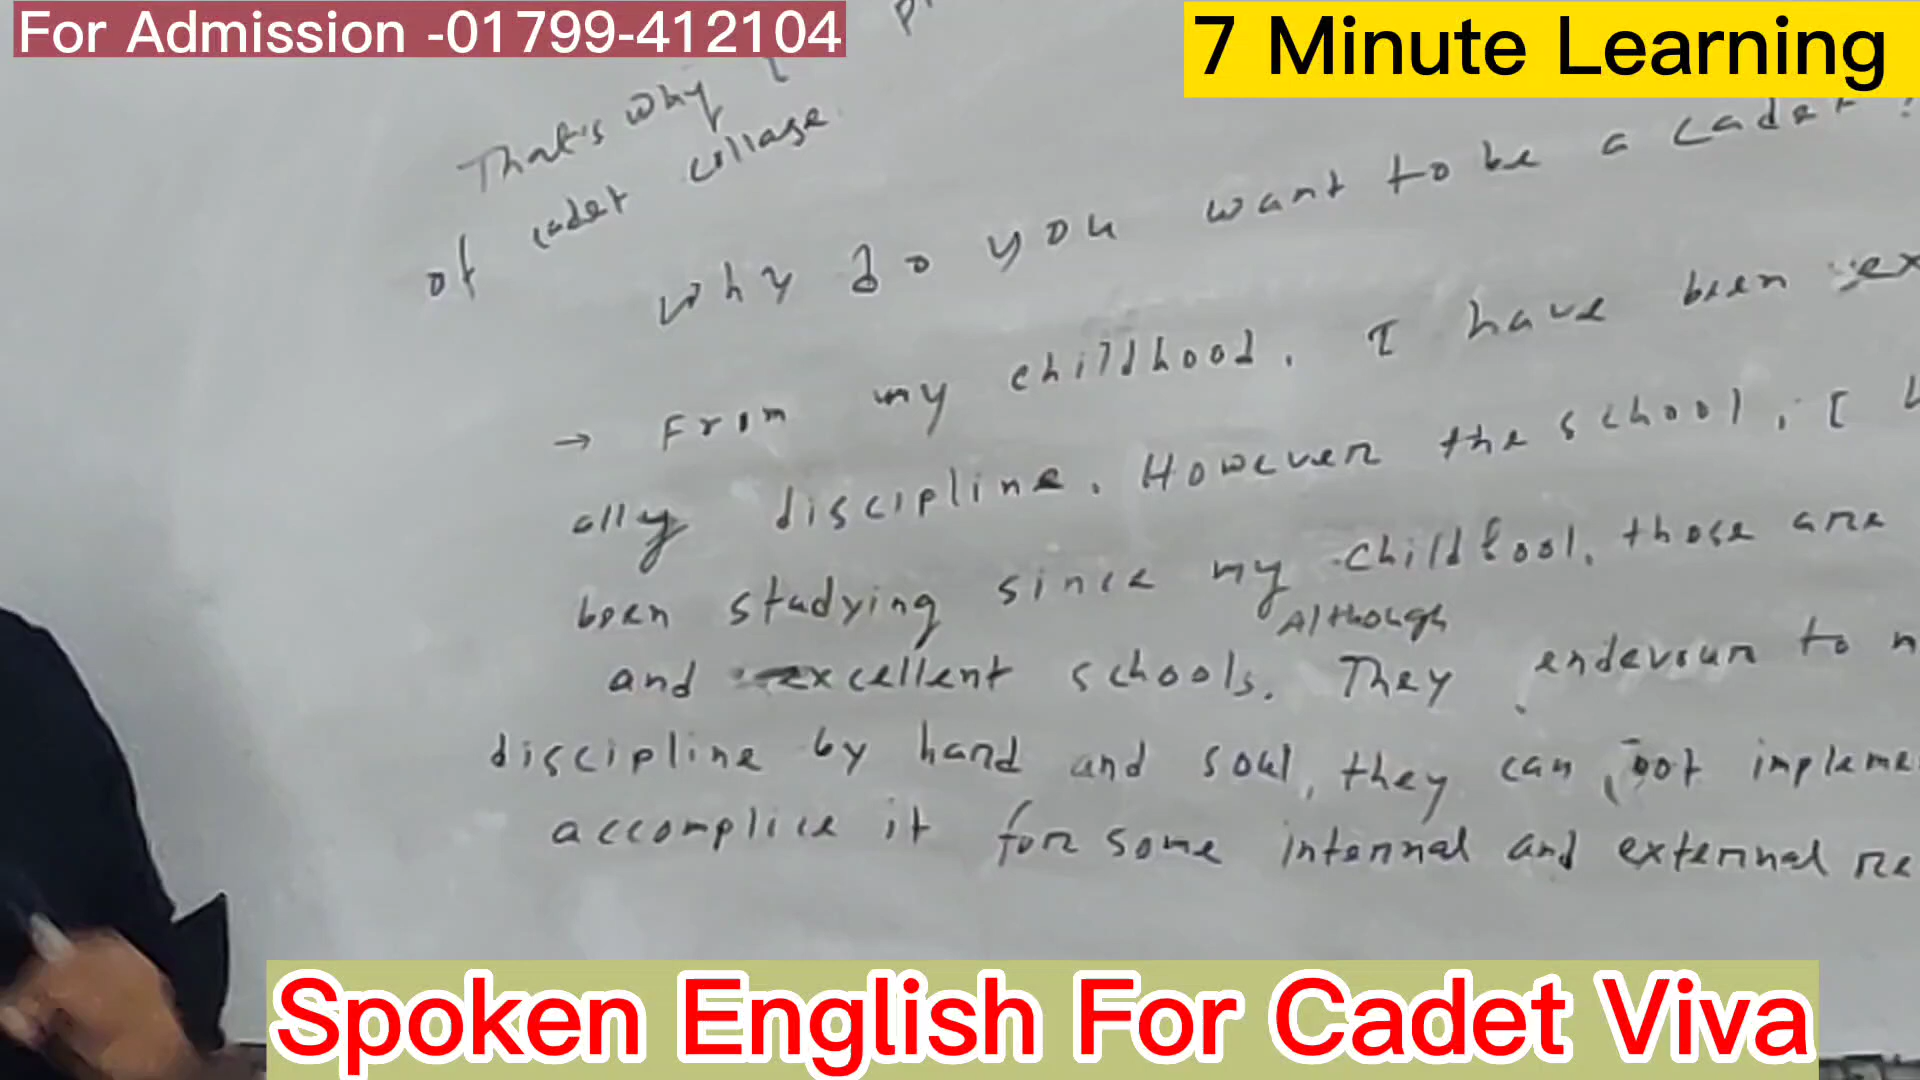 For Admission -01799-412104
7 Minute Learning
That's why I
of cadet collage
Why do you want to be a cadet?
→ From my childhood. I have been ex
ally discipline. However the school, I
been studying since my childhool. those are
Although
and excellent schools. They endevour to
discipline by hand and soul, they can not impleme
accomplice it for some internal and external re
Spoken English For Cadet Viva